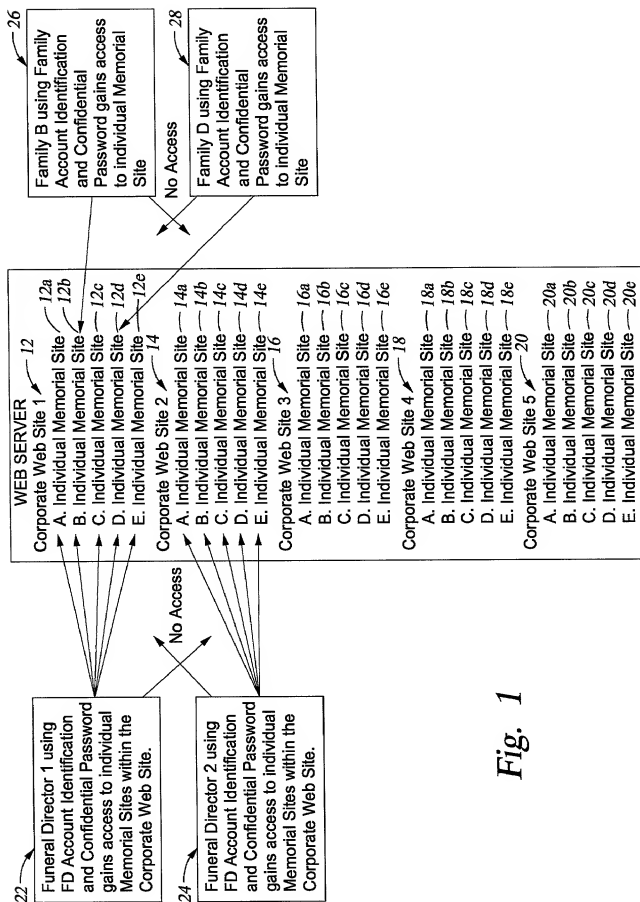 22
Funeral Director 1 using
FD Account Identification
and Confidential Password
gains access to individual
Memorial Sites within the
Corporate Web Site.
24
Funeral Director 2 using
FD Account Identification
and Confidential Password
gains access to individual
Memorial Sites within the
Corporate Web Site.
No Access
WEB SERVER
Corporate Web Site 1 12
A. Individual Memorial Site 12a
B. Individual Memorial Site 12b
C. Individual Memorial Site 12c
D. Individual Memorial Site 12d
E. Individual Memorial Site 12e
Corporate Web Site 2 14
A. Individual Memorial Site 14a
B. Individual Memorial Site 14b
C. Individual Memorial Site 14c
D. Individual Memorial Site 14d
E. Individual Memorial Site 14e
Corporate Web Site 3 16
A. Individual Memorial Site 16a
B. Individual Memorial Site 16b
C. Individual Memorial Site 16c
D. Individual Memorial Site 16d
E. Individual Memorial Site 16e
Corporate Web Site 4 18
A. Individual Memorial Site 18a
B. Individual Memorial Site 18b
C. Individual Memorial Site 18c
D. Individual Memorial Site 18d
E. Individual Memorial Site 18e
Corporate Web Site 5 20
A. Individual Memorial Site 20a
B. Individual Memorial Site 20b
C. Individual Memorial Site 20c
D. Individual Memorial Site 20d
E. Individual Memorial Site 20e
26
Family B using Family
Account Identification
and Confidential
Password gains access
to individual Memorial
Site
No Access
28
Family D using Family
Account Identification
and Confidential
Password gains access
to individual Memorial
Site
Fig. 1